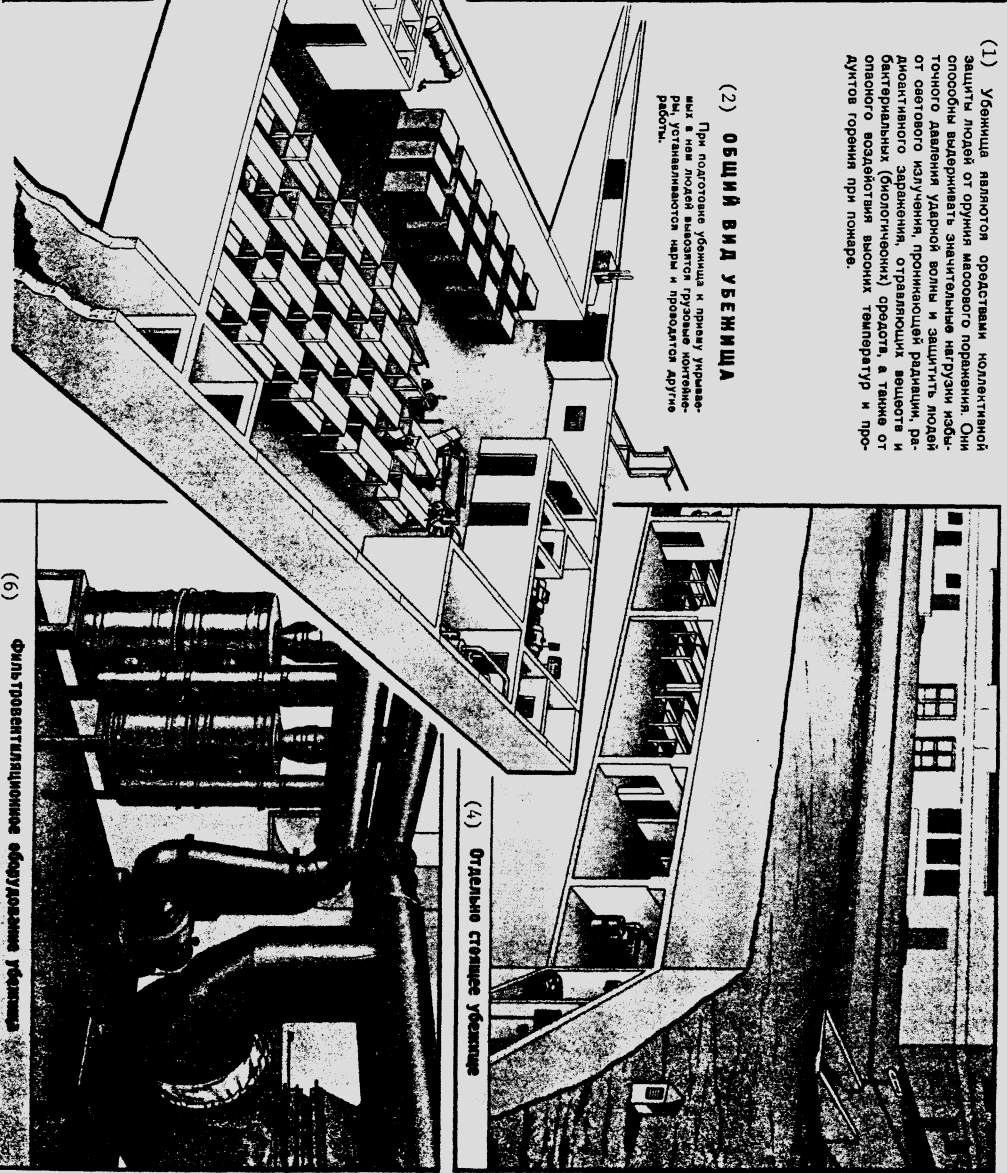 (1) Убежища являются средствами коллективной
защиты людей от оружия массового поражения. Они
способны выдерживать значительные нагрузки избы-
точного давления ударной волны и защитить людей
от светового излучения, проникающей радиации, ра-
диоактивного заражения, отравляющих веществ и
бактериальных (биологических) средств, а также от
опасного воздействия высоких температур и про-
дуктов горения при пожаре.
(2) ОБЩИЙ ВИД УБЕЖИЩА
При подготовке убежища к приему укрывае-
мых в нем людей вывозятся грузовые контейне-
ры, устанавливаются нары и проводятся другие
работы.
(4) Отдельно стоящее убежище
(6) Фильтровентиляционное оборудование убежища